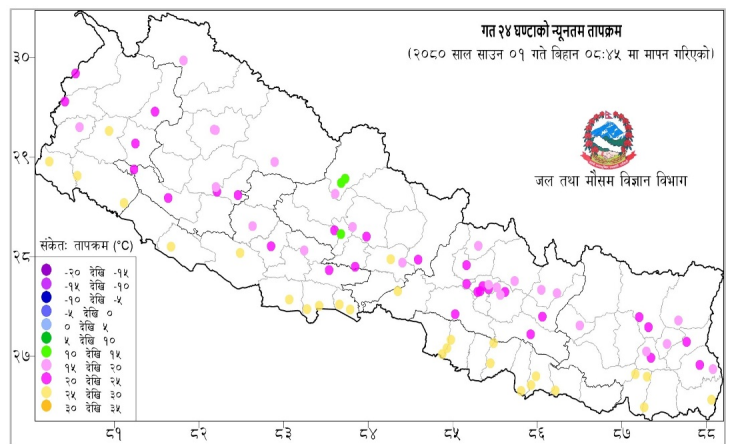 गत २४ घण्टाको न्यूनतम तापक्रम
(२०८० साल साउन ०१ गते बिहान ०८:४५ मा मापन गरिएको)
जल तथा मौसम विज्ञान विभाग
३०
२९
२८
२७
संकेतः तापक्रम (°C)
-२० देखि -१५
-१५ देखि -१०
-१० देखि -५
-५ देखि ०
० देखि ५
५ देखि १०
१० देखि १५
१५ देखि २०
२० देखि २५
२५ देखि ३०
३० देखि ३५
८१ ८२ ८३ ८४ ८५ ८६ ८७ ८८